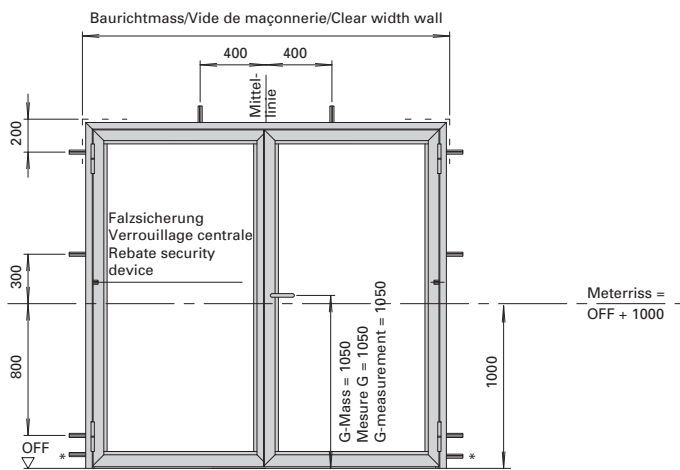 Baurichtmass/Vide de maçonnerie/Clear width wall
400
400
Mittel-
linie
200
Falzsicherung
Verrouillage centrale
Rebate security
device
300
Meterriss =
OFF + 1000
G-Mass = 1050
Mesure G = 1050
G-measurement = 1050
800
1000
OFF
*
*